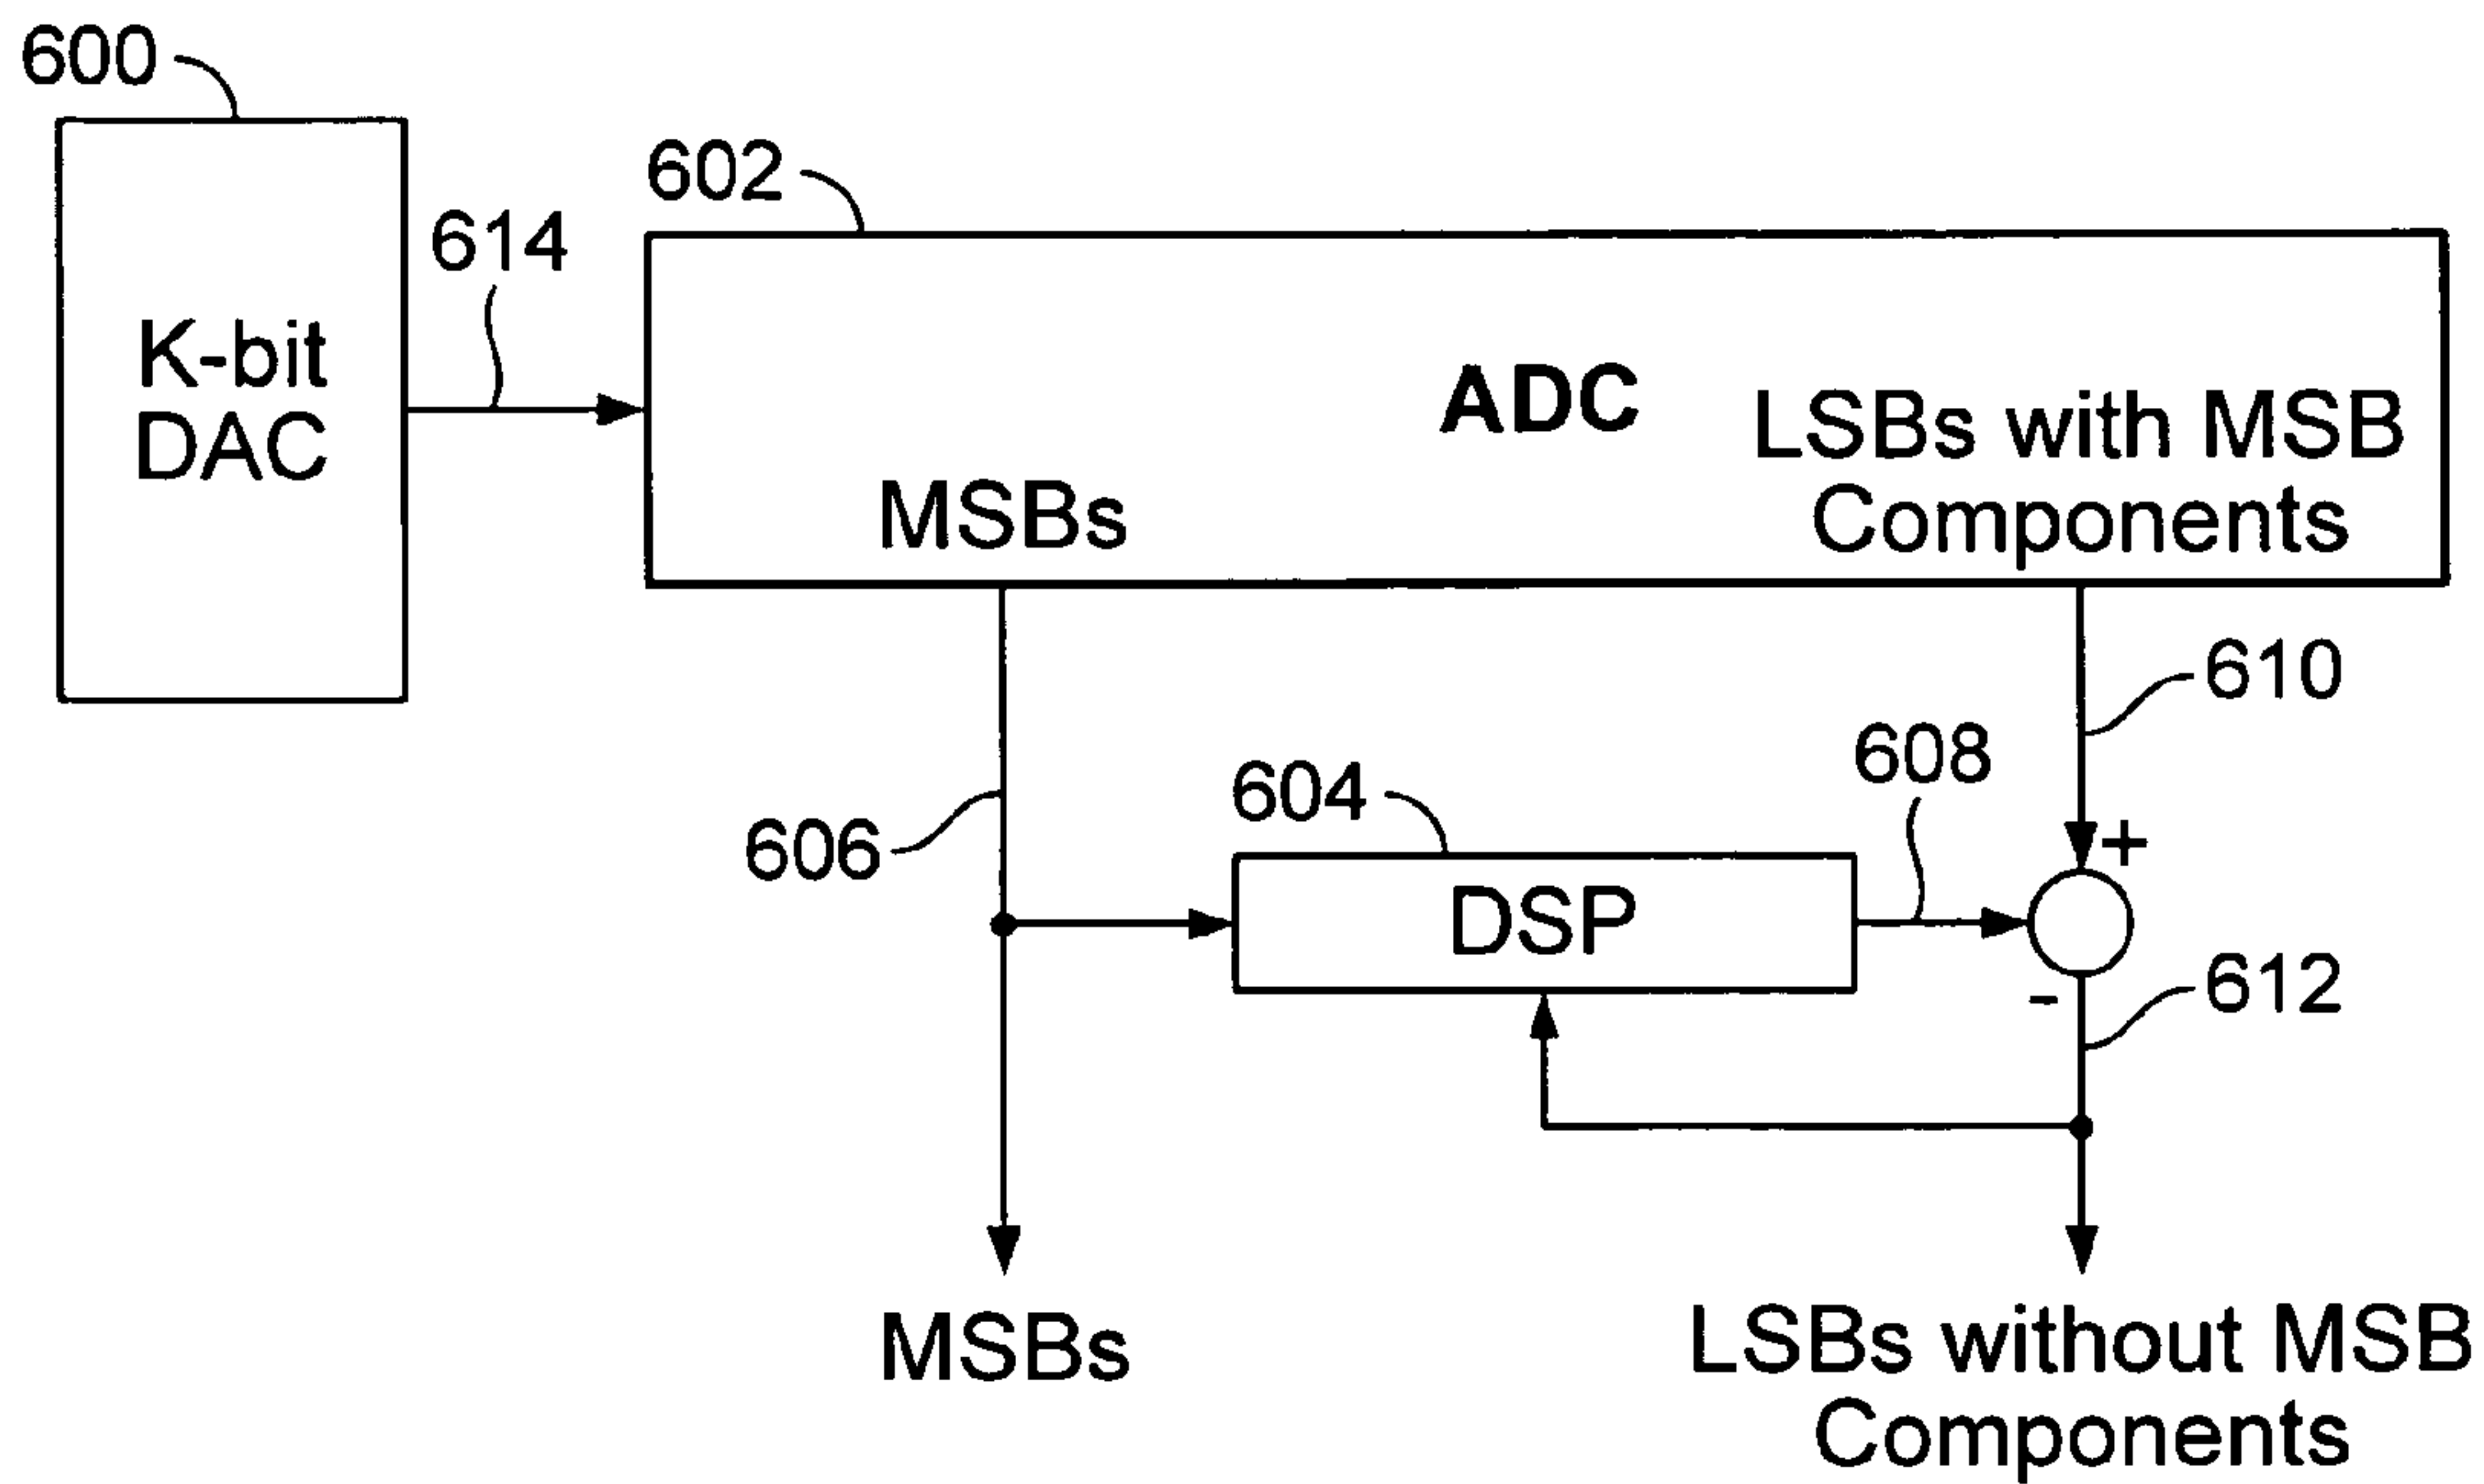 600
602
614
K-bit
DAC
ADC
LSBs with MSB
Components
MSBs
610
608
604
606
+
DSP
-
612
MSBs
LSBs without MSB
Components